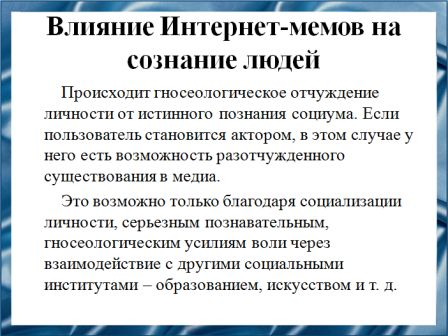 Влияние Интернет-мемов на
сознание людей
Происходит гносеологическое отчуждение
личности от истинного познания социума. Если
пользователь становится актором, в этом случае у
него есть возможность разотчужденного
существования в медиа.
Это возможно только благодаря социализации
личности, серьезным познавательным,
гносеологическим усилиям воли через
взаимодействие с другими социальными
институтами – образованием, искусством и т. д.